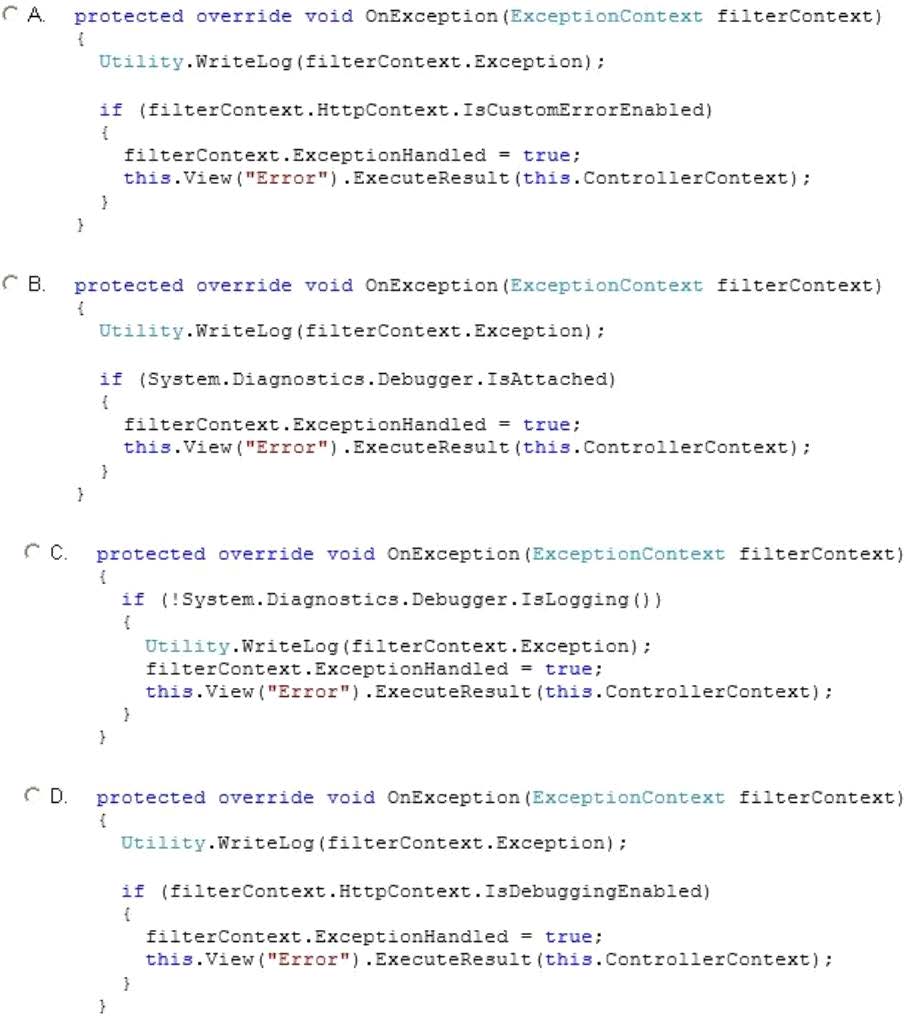 A. protected override void OnException(ExceptionContext filterContext)
{
Utility.WriteLog(filterContext.Exception);
if (filterContext.HttpContext.IsCustomErrorEnabled)
{
filterContext.ExceptionHandled = true;
this.View("Error").ExecuteResult(this.ControllerContext);
}
}
B. protected override void OnException(ExceptionContext filterContext)
{
Utility.WriteLog(filterContext.Exception);
if (System.Diagnostics.Debugger.IsAttached)
{
filterContext.ExceptionHandled = true;
this.View("Error").ExecuteResult(this.ControllerContext);
}
}
C. protected override void OnException(ExceptionContext filterContext)
{
if (!System.Diagnostics.Debugger.IsLogging())
{
Utility.WriteLog(filterContext.Exception);
filterContext.ExceptionHandled = true;
this.View("Error").ExecuteResult(this.ControllerContext);
}
}
D. protected override void OnException(ExceptionContext filterContext)
{
Utility.WriteLog(filterContext.Exception);
if (filterContext.HttpContext.IsDebuggingEnabled)
{
filterContext.ExceptionHandled = true;
this.View("Error").ExecuteResult(this.ControllerContext);
}
}